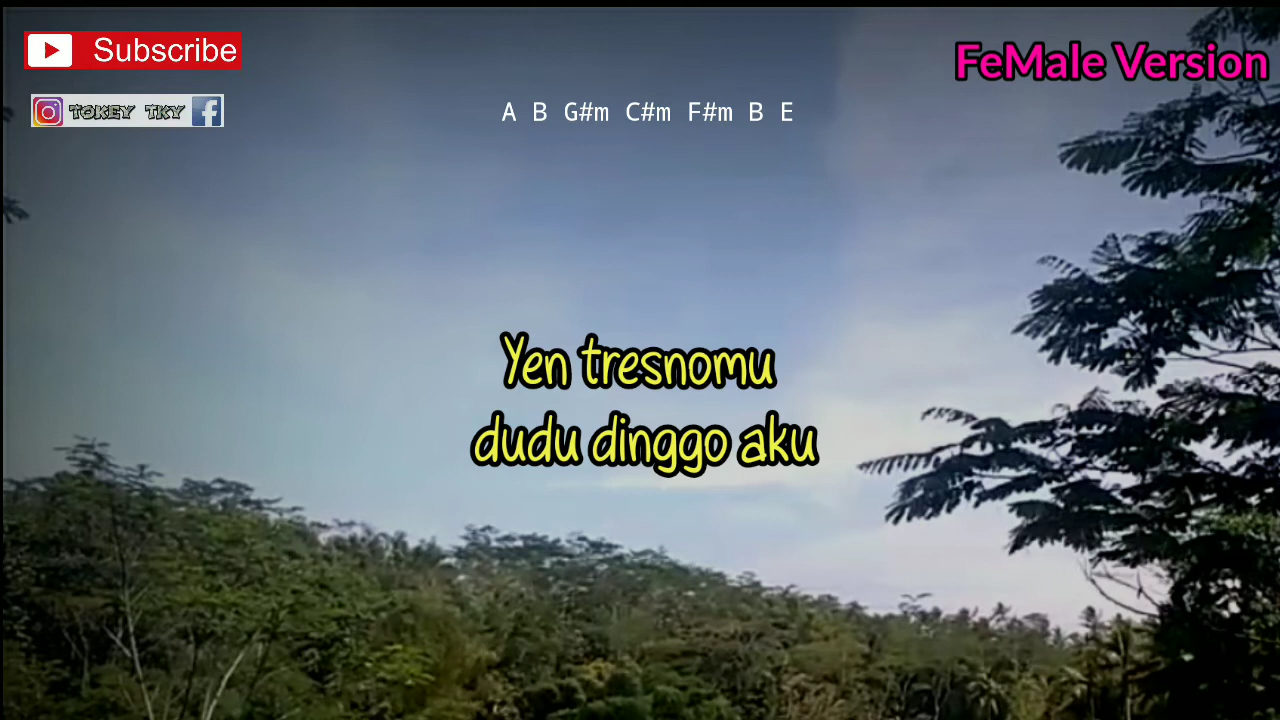 Subscribe
FeMale Version
TOKEY TKY
A B G#m C#m F#m B E
Yen tresnomu
dudu dinggo aku